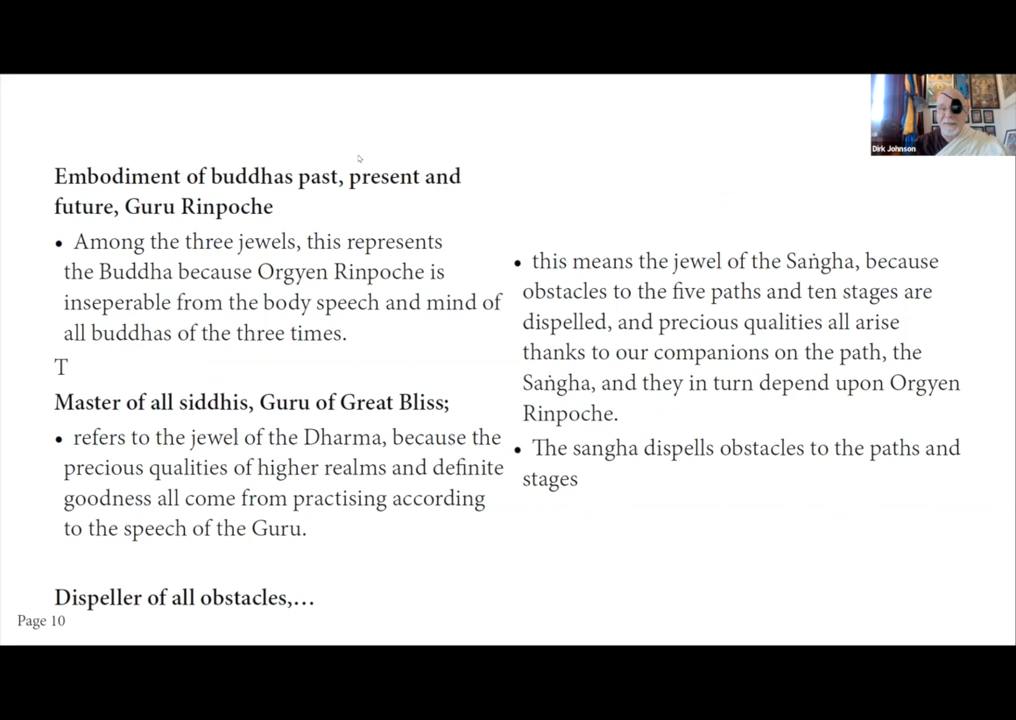 Embodiment of buddhas past, present and
future, Guru Rinpoche
• Among the three jewels, this represents
the Buddha because Orgyen Rinpoche is
inseperable from the body speech and mind of
all buddhas of the three times.
T
Master of all siddhis, Guru of Great Bliss;
• refers to the jewel of the Dharma, because the
precious qualities of higher realms and definite
goodness all come from practising according
to the speech of the Guru.
Dispeller of all obstacles,…
• this means the jewel of the Saṅgha, because
obstacles to the five paths and ten stages are
dispelled, and precious qualities all arise
thanks to our companions on the path, the
Saṅgha, and they in turn depend upon Orgyen
Rinpoche.
• The sangha dispells obstacles to the paths and
stages
Page 10
Dirk Johnson